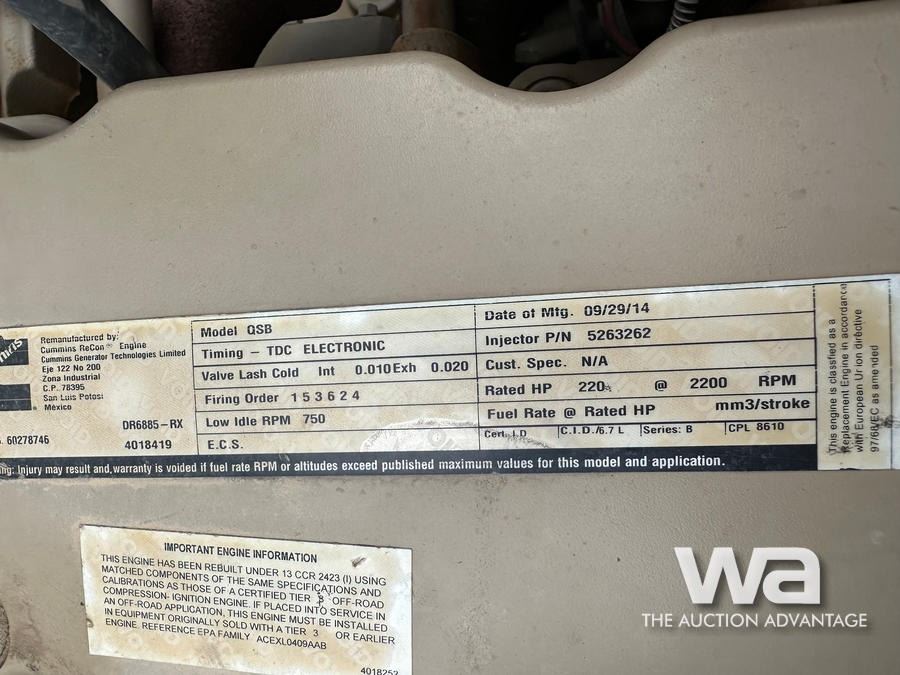 Remanufactured by:
Cummins ReCon® Engine
Cummins Generator Technologies Limited
Eje 122 No 200
Zona Industrial
C.P. 78395
San Luis Potosi
México
DR6885-RX
60278746
4018419
Model QSB
Timing - TDC ELECTRONIC
Valve Lash Cold Int 0.010 Exh 0.020
Firing Order 1 5 3 6 2 4
Low Idle RPM 750
E.C.S.
Date of Mfg. 09/29/14
Injector P/N 5263262
Cust. Spec. N/A
Rated HP 220 @ 2200 RPM
Fuel Rate @ Rated HP mm3/stroke
Cert. I.D C.I.D./6.7 L Series: B CPL 8610
Injury may result and,warranty is voided if fuel rate RPM or altitudes exceed published maximum values for this model and application.
This engine is classified as a
Replacement Engine in accordance
with European Union directive
97/68/EC as amended
IMPORTANT ENGINE INFORMATION
THIS ENGINE HAS BEEN REBUILT UNDER 13 CCR 2423 (l) USING
MATCHED COMPONENTS OF THE SAME SPECIFICATIONS AND
CALIBRATIONS AS THOSE OF A CERTIFIED TIER 3 OFF-ROAD
COMPRESSION- IGNITION ENGINE. IF PLACED INTO SERVICE IN
AN OFF-ROAD APPLICATION, THIS ENGINE MUST BE INSTALLED
IN EQUIPMENT ORIGINALLY SOLD WITH A TIER 3 OR EARLIER
ENGINE. REFERENCE EPA FAMILY ACEXL0409AAB
4018252
wa
THE AUCTION ADVANTAGE